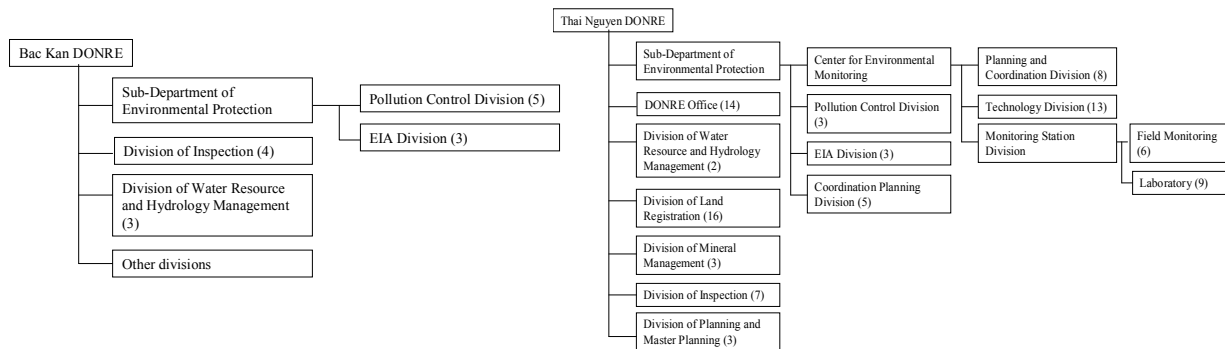 Bac Kan DONRE
Sub-Department of
Environmental Protection
Pollution Control Division (5)
EIA Division (3)
Division of Inspection (4)
Division of Water Resource
and Hydrology Management
(3)
Other divisions
Thai Nguyen DONRE
Sub-Department of
Environmental Protection
DONRE Office (14)
Division of Water
Resource and Hydrology
Management (2)
Division of Land
Registration (16)
Division of Mineral
Management (3)
Division of Inspection (7)
Division of Planning and
Master Planning (3)
Center for Environmental
Monitoring
Pollution Control Division
(3)
EIA Division (3)
Coordination Planning
Division (5)
Planning and
Coordination Division (8)
Technology Division (13)
Monitoring Station
Division
Field Monitoring
(6)
Laboratory (9)